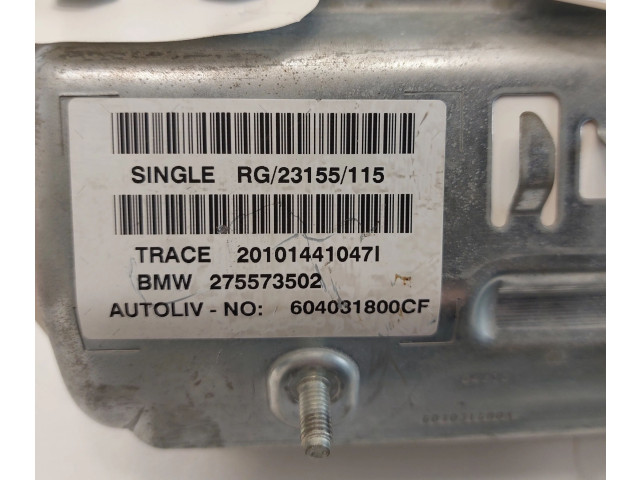 SINGLE RG/23155/115
TRACE 20101441047I
BMW 275573502
AUTOLIV - NO: 604031800CF